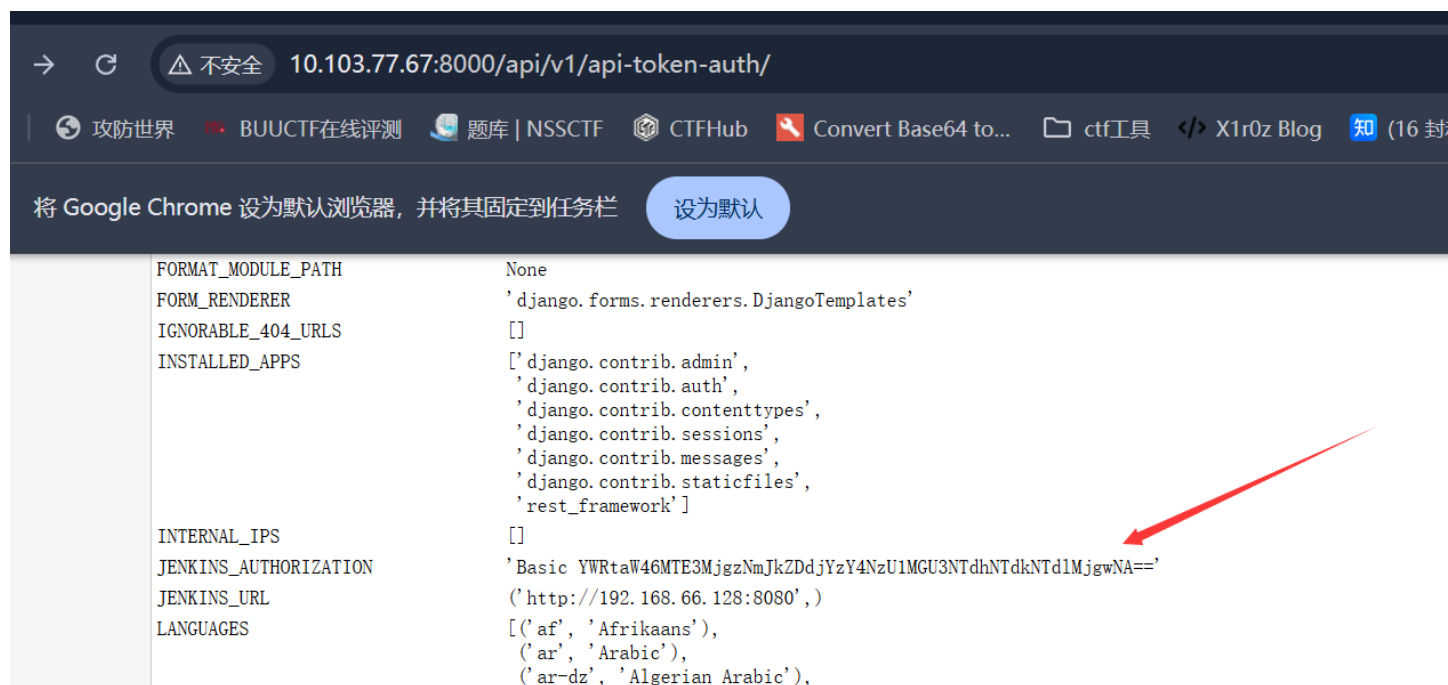 不安全 10.103.77.67:8000/api/v1/api-token-auth/
攻防世界 BUUCTF在线评测 题库 | NSSCTF CTFHub Convert Base64 to... ctf工具 X1r0z Blog 知 (16 封
将 Google Chrome 设为默认浏览器，并将其固定到任务栏 设为默认
FORMAT_MODULE_PATH None
FORM_RENDERER 'django.forms.renderers.DjangoTemplates'
IGNORABLE_404_URLS []
INSTALLED_APPS ['django.contrib.admin',
'django.contrib.auth',
'django.contrib.contenttypes',
'django.contrib.sessions',
'django.contrib.messages',
'django.contrib.staticfiles',
'rest_framework']
INTERNAL_IPS []
JENKINS_AUTHORIZATION 'Basic YWRtaW46MTE3MjgzNmJkZDdjYzY4NzU1MGU3NTdhNTdkNTdlMjgwNA=='
JENKINS_URL ('http://192.168.66.128:8080',)
LANGUAGES [('af', 'Afrikaans'),
('ar', 'Arabic'),
('ar-dz', 'Algerian Arabic'),